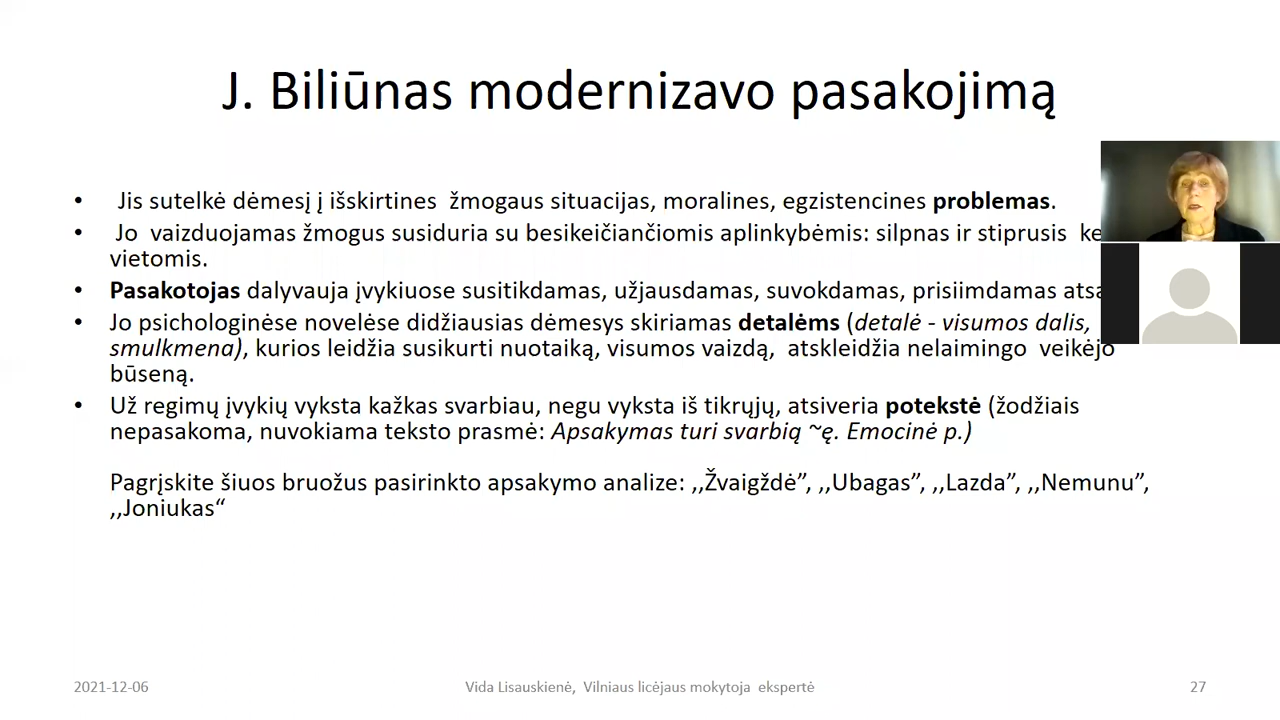 J. Biliūnas modernizavo pasakojimą
• Jis sutelkė dėmesį į išskirtines žmogaus situacijas, moralines, egzistencines problemas.
• Jo vaizduojamas žmogus susiduria su besikeičiančiomis aplinkybėmis: silpnas ir stiprusis
vietomis.
• Pasakotojas dalyvauja įvykiuose susitikdamas, užjausdamas, suvokdamas, prisiimdamas
• Jo psichologinėse novelėse didžiausias dėmesys skiriamas detalėms (detalė - visumos dalis,
smulkmena), kurios leidžia susikurti nuotaiką, visumos vaizdą, atskleidžia nelaimingo veikėjo
būseną.
• Už regimų įvykių vyksta kažkas svarbiau, negu vyksta iš tikrųjų, atsiveria potekstė (žodžiais
nepasakoma, nuvokiama teksto prasmė: Apsakymas turi svarbią ~ę. Emocinė p.)
Pagrįskite šiuos bruožus pasirinkto apsakymo analize: ,,Žvaigždė”, ,,Ubagas”, ,,Lazda”, ,,Nemunu”,
,,Joniukas“
2021-12-06 Vida Lisauskienė, Vilniaus licėjaus mokytoja ekspertė 27